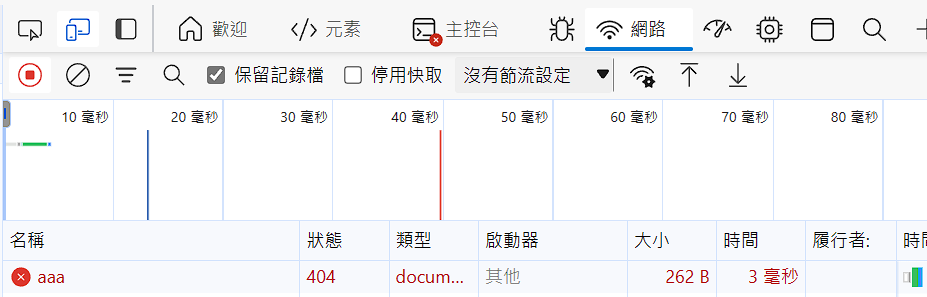 歡迎 元素 主控台 網路
保留記錄檔 停用快取 沒有節流設定
10 毫秒 20 毫秒 30 毫秒 40 毫秒 50 毫秒 60 毫秒 70 毫秒 80 毫秒
名稱 狀態 類型 啟動器 大小 時間 履行者: 時間
aaa 404 docum... 其他 262 B 3 毫秒